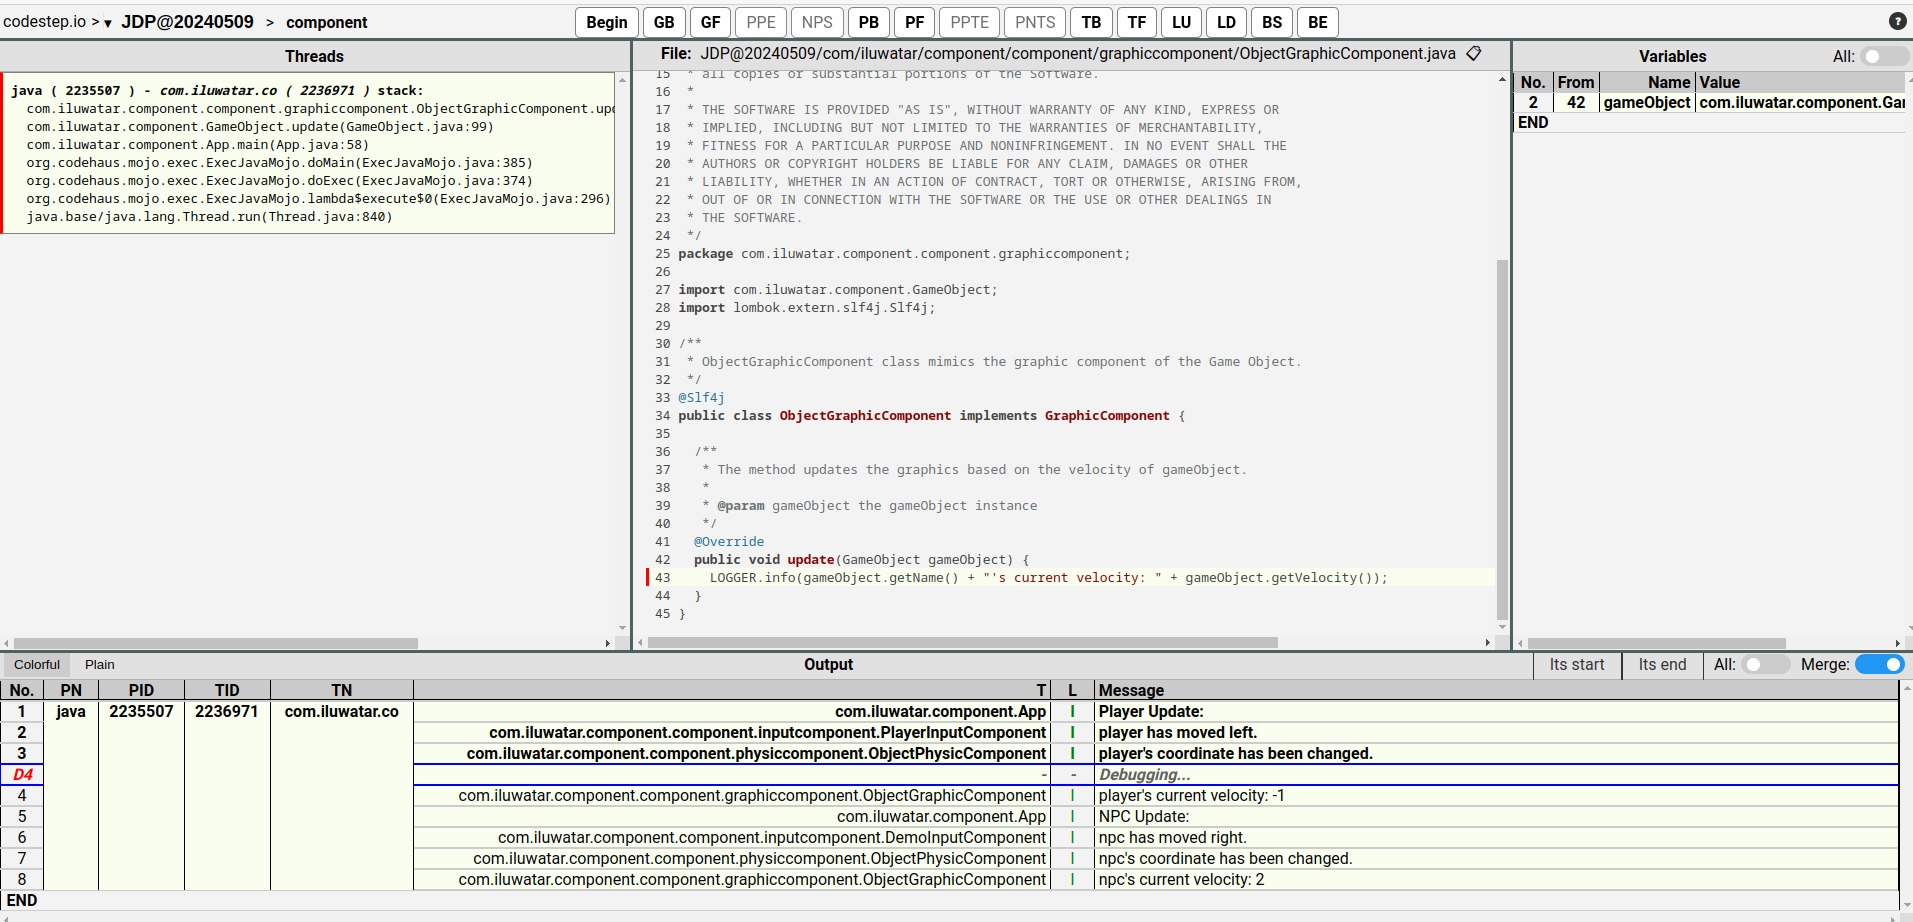 codestep.io > ▾ JDP@20240509 > component
Begin GB GF PPE NPS PB PF PPTE PNTS TB TF LU LD BS BE ?
Threads
java ( 2235507 ) - com.iluwatar.co ( 2236971 ) stack:
com.iluwatar.component.component.graphiccomponent.ObjectGraphicComponent.upd
com.iluwatar.component.GameObject.update(GameObject.java:99)
com.iluwatar.component.App.main(App.java:58)
org.codehaus.mojo.exec.ExecJavaMojo.doMain(ExecJavaMojo.java:385)
org.codehaus.mojo.exec.ExecJavaMojo.doExec(ExecJavaMojo.java:374)
org.codehaus.mojo.exec.ExecJavaMojo.lambda$execute$0(ExecJavaMojo.java:296)
java.base/java.lang.Thread.run(Thread.java:840)
File: JDP@20240509/com/iluwatar/component/component/graphiccomponent/ObjectGraphicComponent.java
15 * all copies or substantial portions of the Software.
16 *
17 * THE SOFTWARE IS PROVIDED "AS IS", WITHOUT WARRANTY OF ANY KIND, EXPRESS OR
18 * IMPLIED, INCLUDING BUT NOT LIMITED TO THE WARRANTIES OF MERCHANTABILITY,
19 * FITNESS FOR A PARTICULAR PURPOSE AND NONINFRINGEMENT. IN NO EVENT SHALL THE
20 * AUTHORS OR COPYRIGHT HOLDERS BE LIABLE FOR ANY CLAIM, DAMAGES OR OTHER
21 * LIABILITY, WHETHER IN AN ACTION OF CONTRACT, TORT OR OTHERWISE, ARISING FROM,
22 * OUT OF OR IN CONNECTION WITH THE SOFTWARE OR THE USE OR OTHER DEALINGS IN
23 * THE SOFTWARE.
24 */
25 package com.iluwatar.component.component.graphiccomponent;
26
27 import com.iluwatar.component.GameObject;
28 import lombok.extern.slf4j.Slf4j;
29
30 /**
31 * ObjectGraphicComponent class mimics the graphic component of the Game Object.
32 */
33 @Slf4j
34 public class ObjectGraphicComponent implements GraphicComponent {
35
36 /**
37 * The method updates the graphics based on the velocity of gameObject.
38 *
39 * @param gameObject the gameObject instance
40 */
41 @Override
42 public void update(GameObject gameObject) {
43 LOGGER.info(gameObject.getName() + "'s current velocity: " + gameObject.getVelocity());
44 }
45 }
Variables All:
No. From Name Value
2 42 gameObject com.iluwatar.component.Gar
END
Colorful Plain Output Its start Its end All: Merge:
No. PN PID TID TN T L Message
1 java 2235507 2236971 com.iluwatar.co com.iluwatar.component.App I Player Update:
2 com.iluwatar.component.component.inputcomponent.PlayerInputComponent I player has moved left.
3 com.iluwatar.component.component.physiccomponent.ObjectPhysicComponent I player's coordinate has been changed.
D4 - - Debugging...
4 com.iluwatar.component.component.graphiccomponent.ObjectGraphicComponent I player's current velocity: -1
5 com.iluwatar.component.App I NPC Update:
6 com.iluwatar.component.component.inputcomponent.DemoInputComponent I npc has moved right.
7 com.iluwatar.component.component.physiccomponent.ObjectPhysicComponent I npc's coordinate has been changed.
8 com.iluwatar.component.component.graphiccomponent.ObjectGraphicComponent I npc's current velocity: 2
END